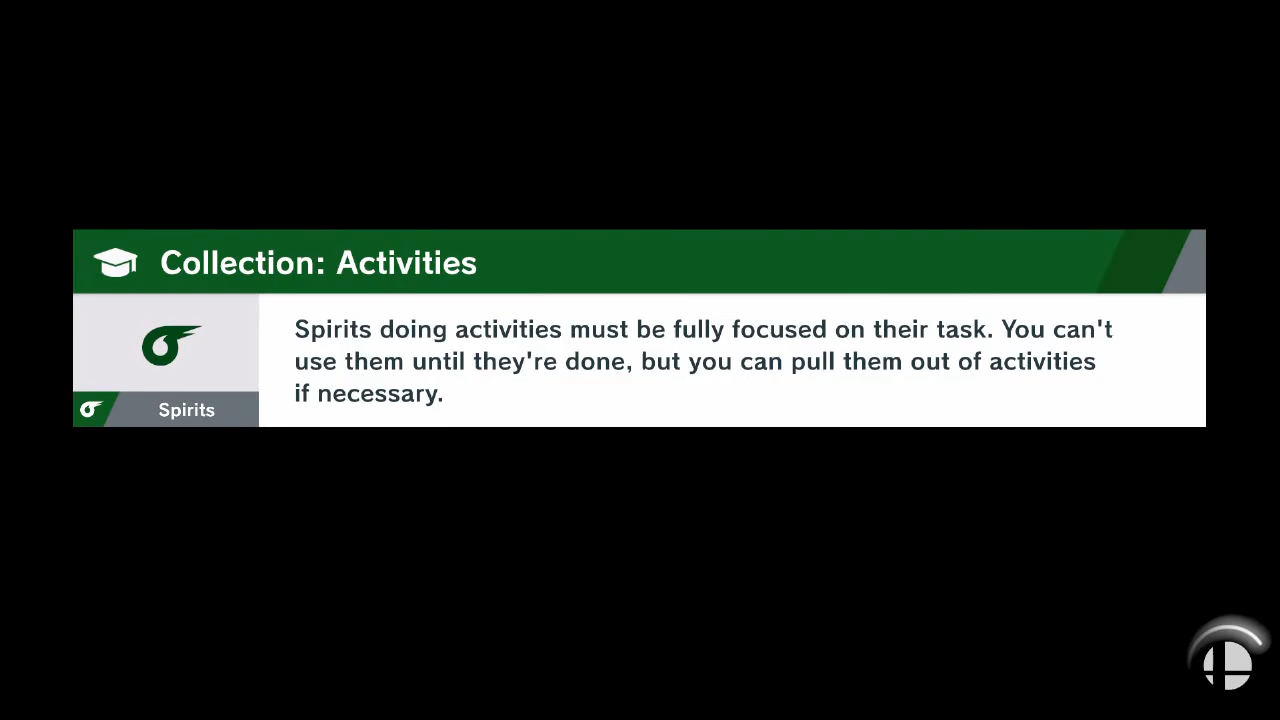 Collection: Activities
Spirits doing activities must be fully focused on their task. You can't
use them until they're done, but you can pull them out of activities
if necessary.
Spirits